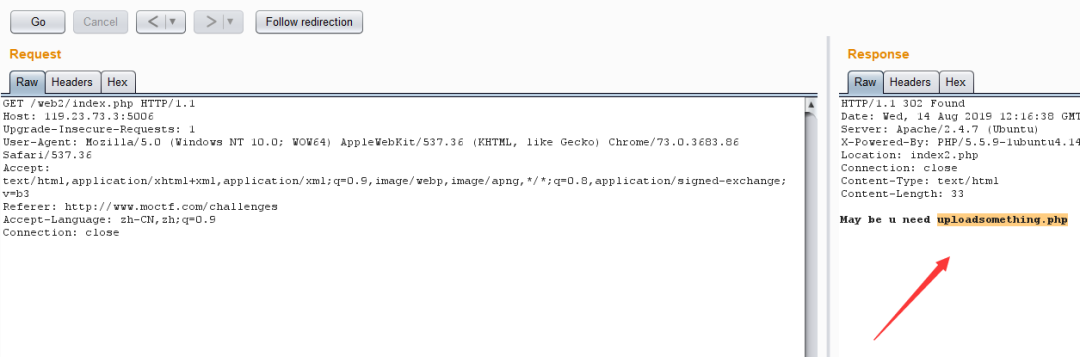 Go Cancel < > Follow redirection
Request
Raw Headers Hex
GET /web2/index.php HTTP/1.1
Host: 119.23.73.3:5006
Upgrade-Insecure-Requests: 1
User-Agent: Mozilla/5.0 (Windows NT 10.0; WOW64) AppleWebKit/537.36 (KHTML, like Gecko) Chrome/73.0.3683.86
Safari/537.36
Accept:
text/html,application/xhtml+xml,application/xml;q=0.9,image/webp,image/apng,*/*;q=0.8,application/signed-exchange;
v=b3
Referer: http://www.moctf.com/challenges
Accept-Language: zh-CN,zh;q=0.9
Connection: close
Response
Raw Headers Hex
HTTP/1.1 302 Found
Date: Wed, 14 Aug 2019 12:16:38 GMT
Server: Apache/2.4.7 (Ubuntu)
X-Powered-By: PHP/5.5.9-1ubuntu4.14
Location: index2.php
Connection: close
Content-Type: text/html
Content-Length: 33
May be u need uploadsomething.php